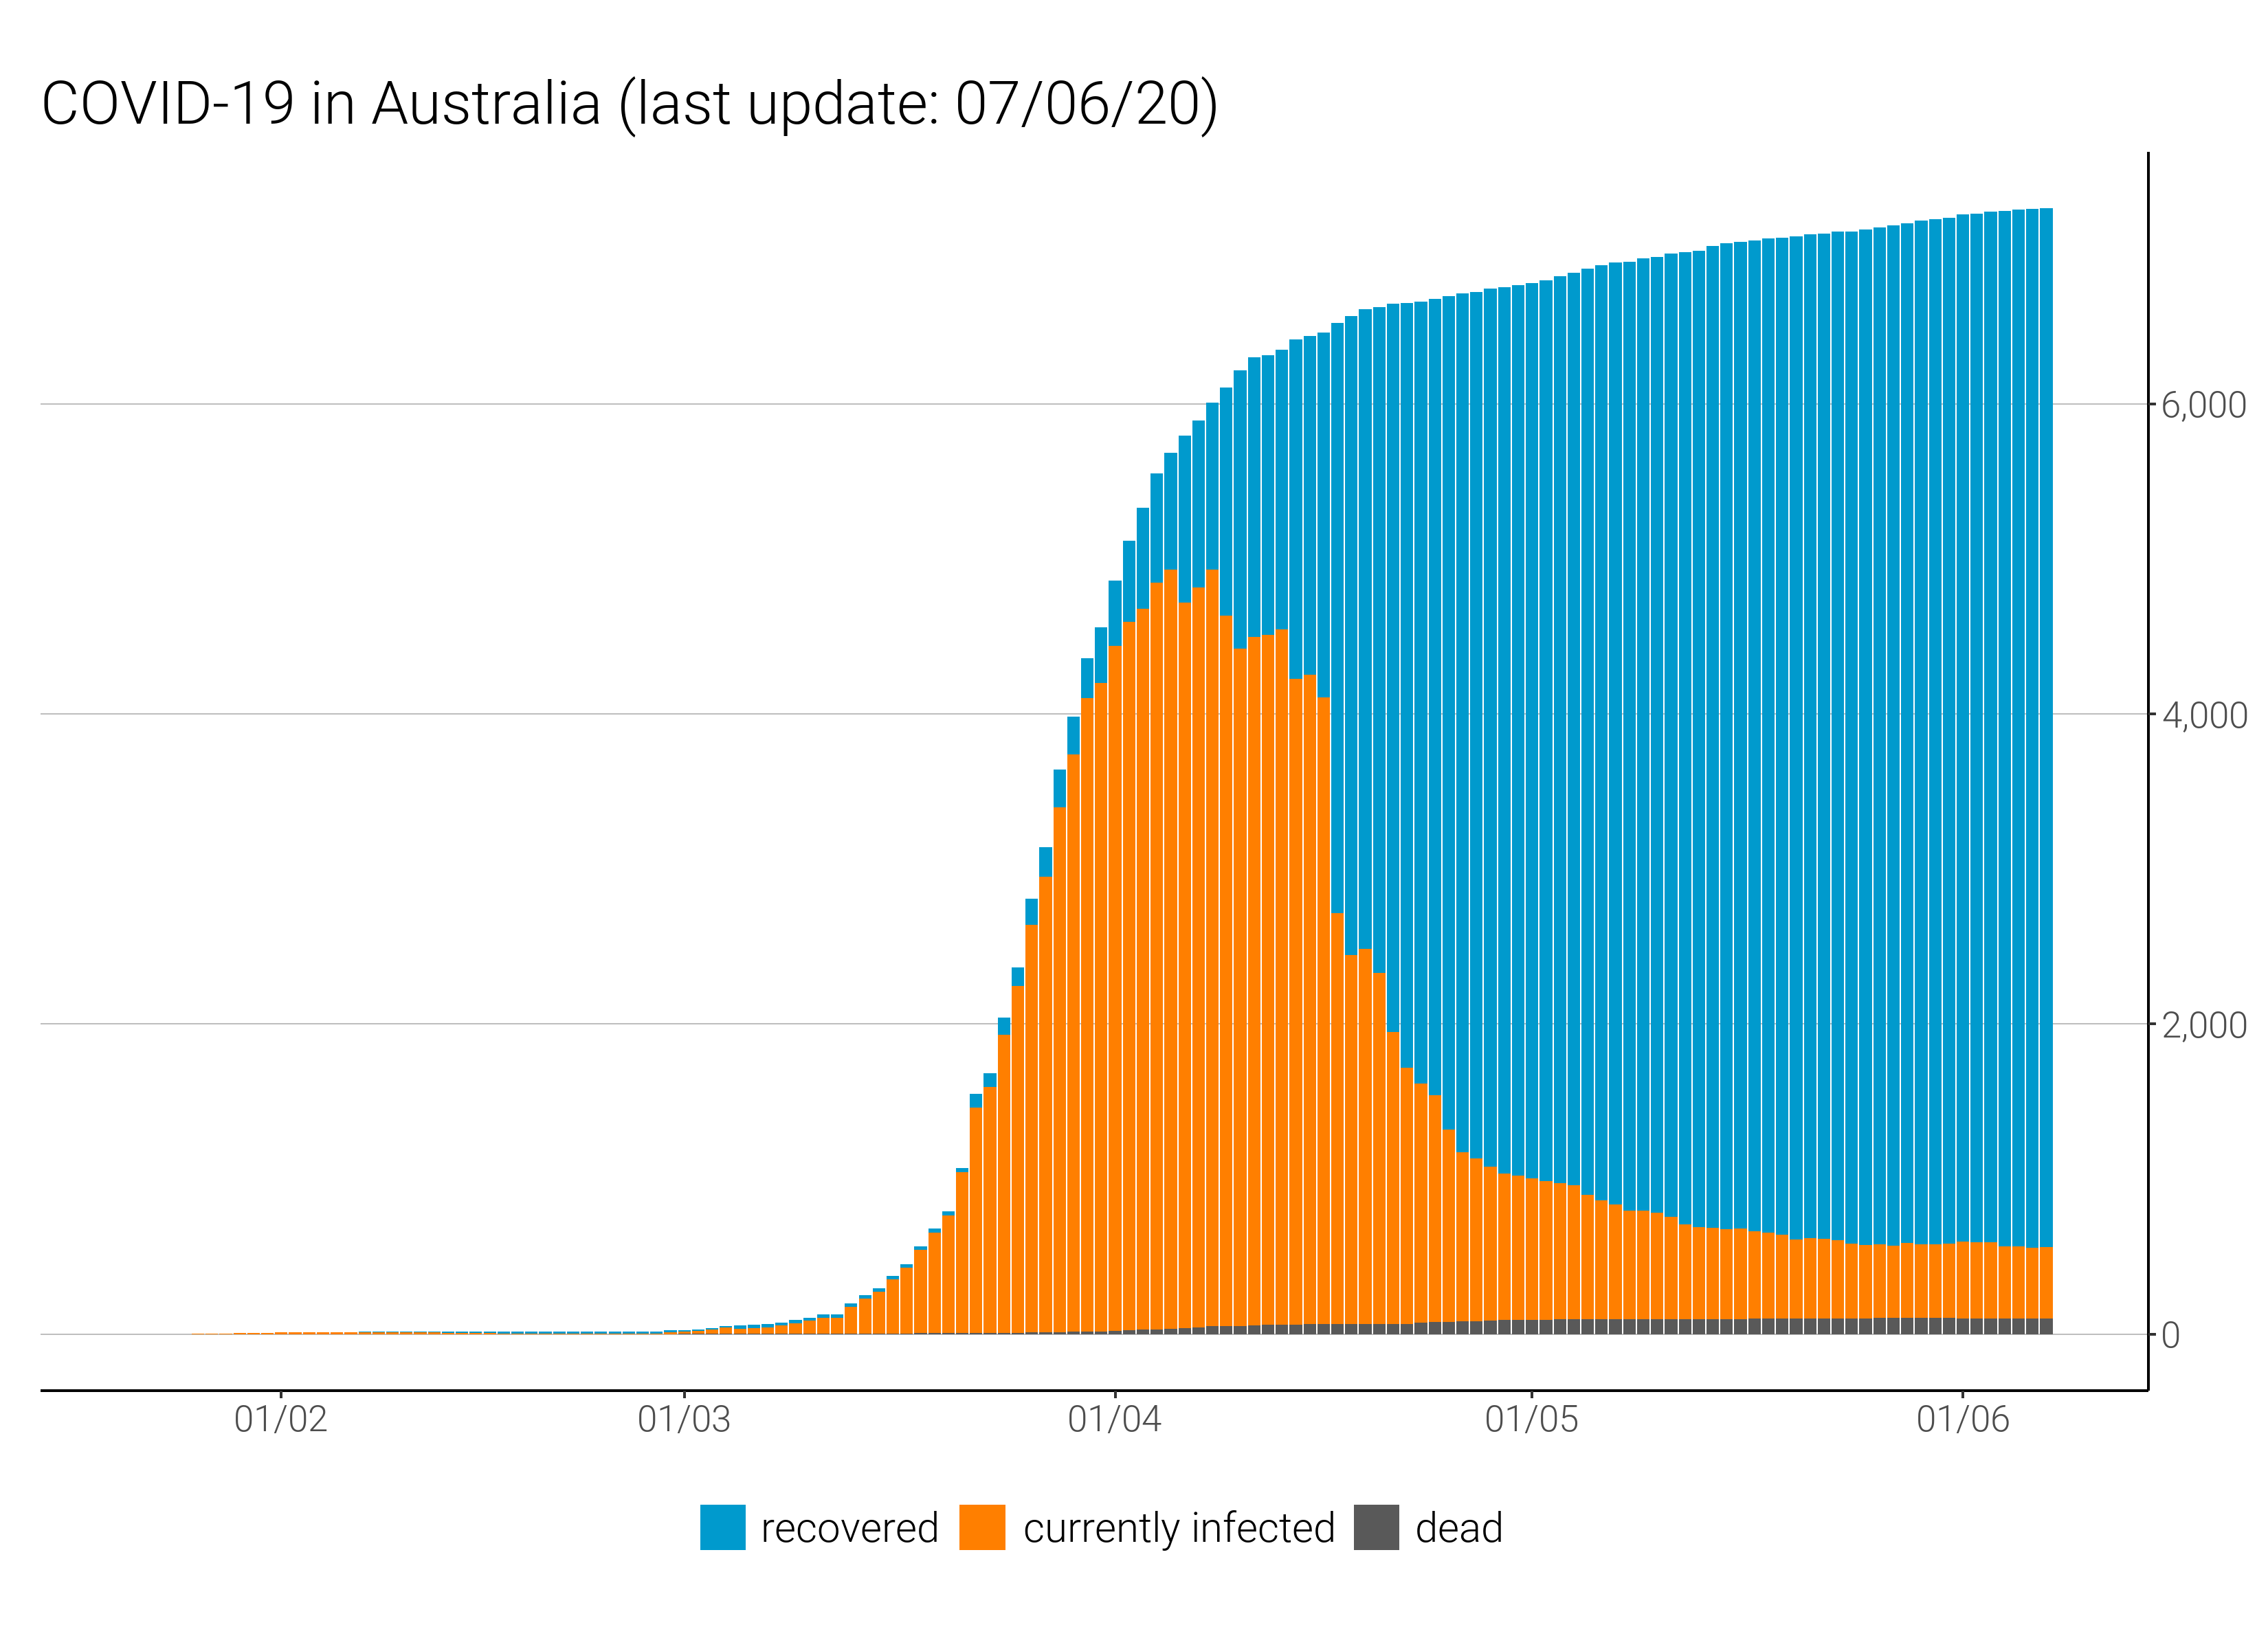 COVID-19 in Australia (last update: 07/06/20)
6,000
4,000
2,000
0
01/02 01/03 01/04 01/05 01/06
recovered currently infected dead